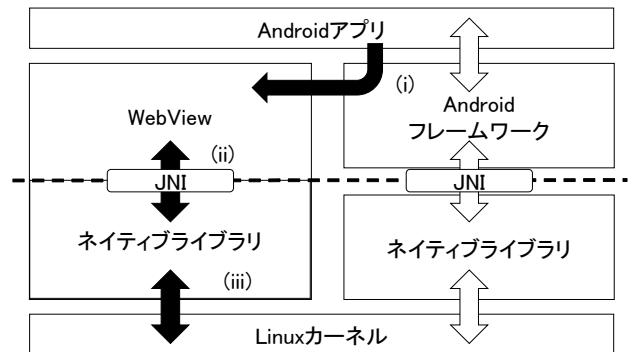 Androidアプリ
(i)
WebView
Android
フレームワーク
(ii)
JNI
JNI
ネイティブライブラリ
ネイティブライブラリ
(iii)
Linuxカーネル